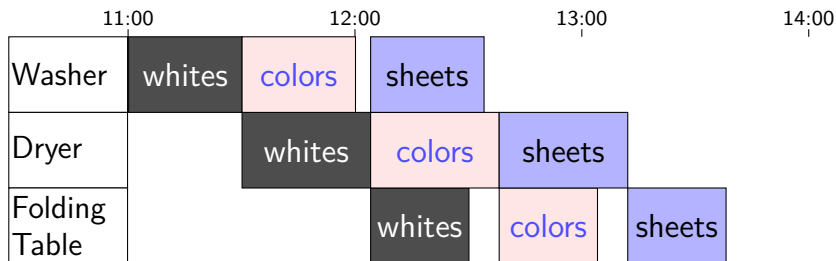 11:00 12:00 13:00 14:00
Washer whites colors sheets
Dryer whites colors sheets
Folding
Table whites colors sheets